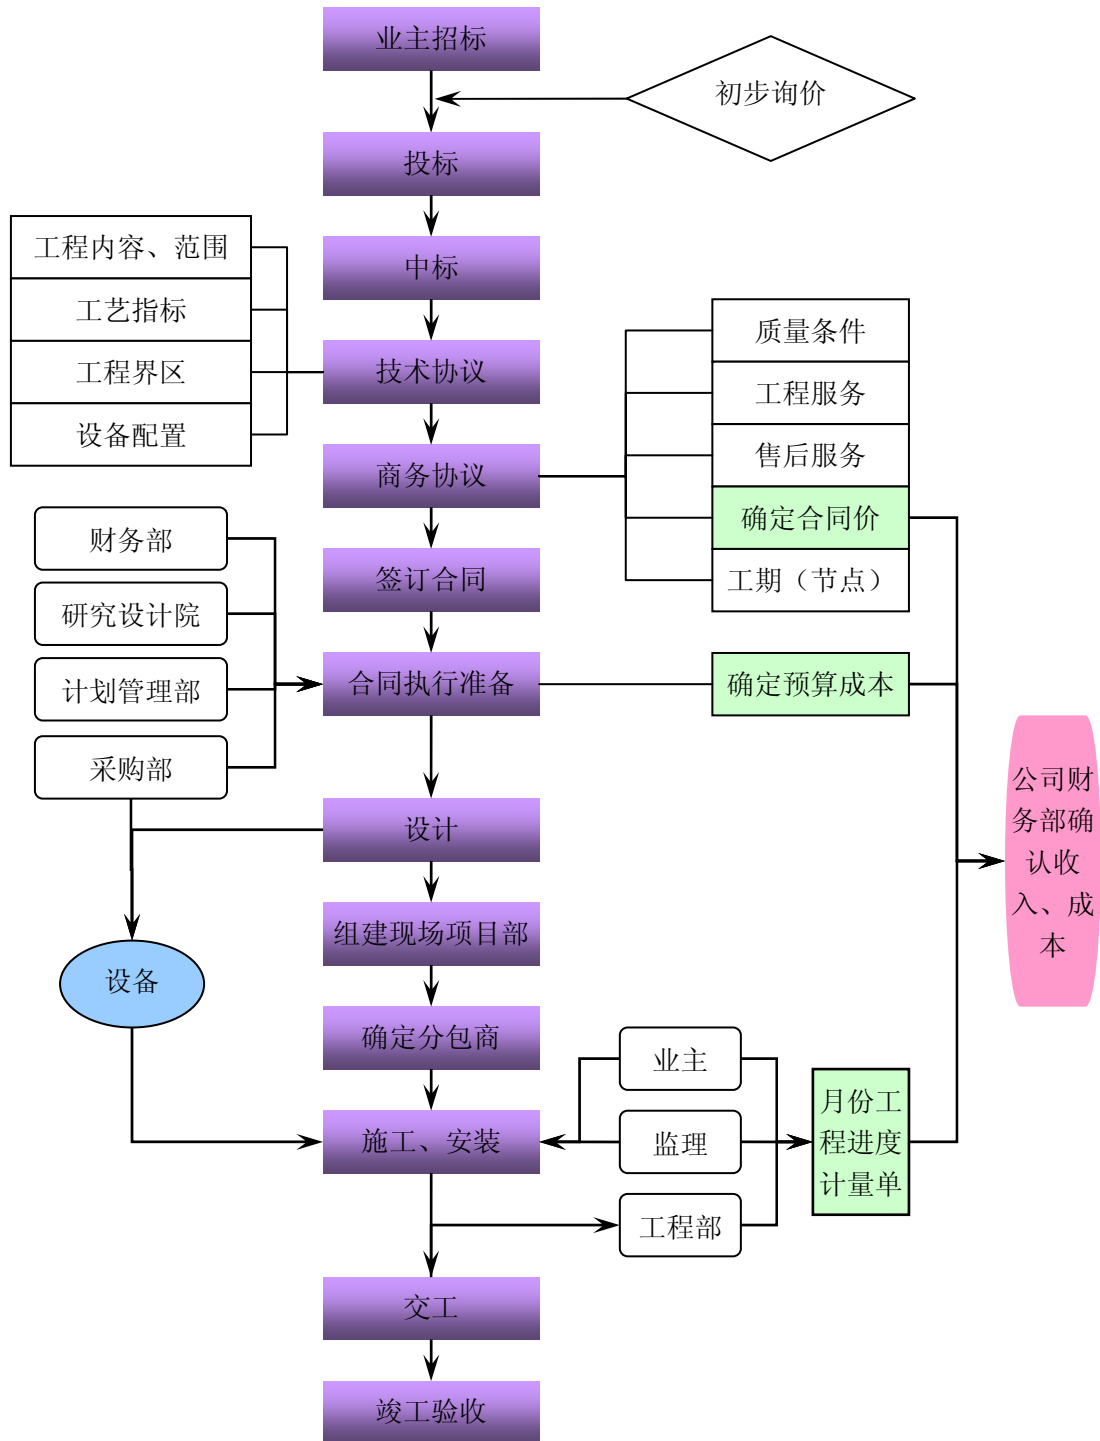 业主招标
初步询价
投标
中标
工程内容、范围
工艺指标
工程界区
设备配置
技术协议
商务协议
质量条件
工程服务
售后服务
确定合同价
工期（节点）
签订合同
财务部
研究设计院
计划管理部
采购部
合同执行准备
确定预算成本
公司财
务部确
认收
入、成
本
设计
组建现场项目部
设备
确定分包商
施工、安装
业主
监理
工程部
月份工
程进度
计量单
交工
竣工验收